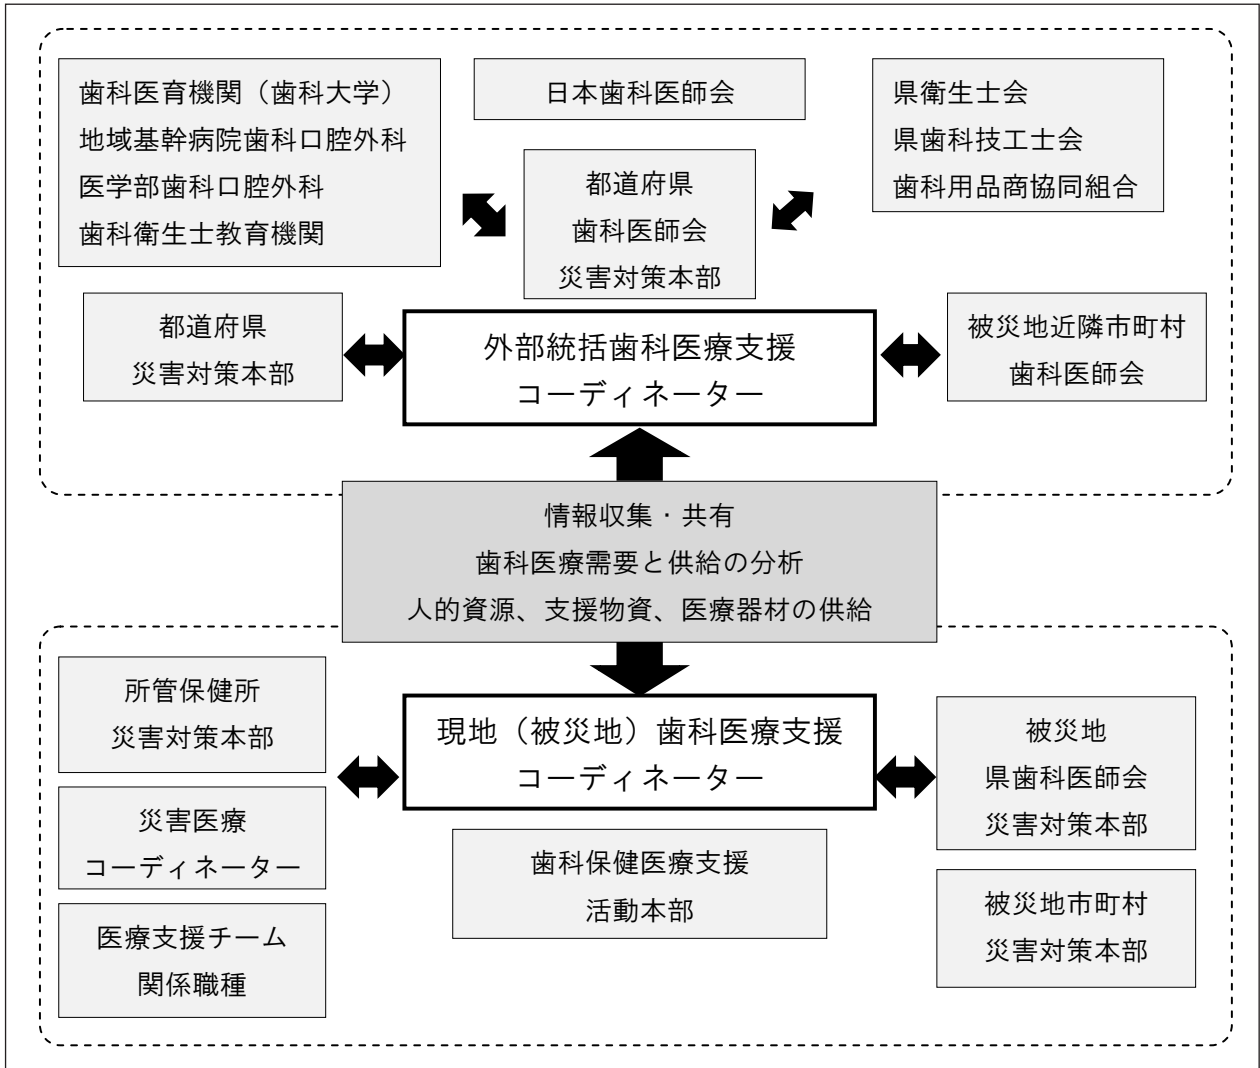 歯科医育機関（歯科大学）
地域基幹病院歯科口腔外科
医学部歯科口腔外科
歯科衛生士教育機関
日本歯科医師会
都道府県
歯科医師会
災害対策本部
県衛生士会
県歯科技工士会
歯科用品商協同組合
都道府県
災害対策本部
外部統括歯科医療支援
コーディネーター
被災地近隣市町村
歯科医師会
情報収集・共有
歯科医療需要と供給の分析
人的資源、支援物資、医療器材の供給
所管保健所
災害対策本部
災害医療
コーディネーター
医療支援チーム
関係職種
現地（被災地）歯科医療支援
コーディネーター
歯科保健医療支援
活動本部
被災地
県歯科医師会
災害対策本部
被災地市町村
災害対策本部